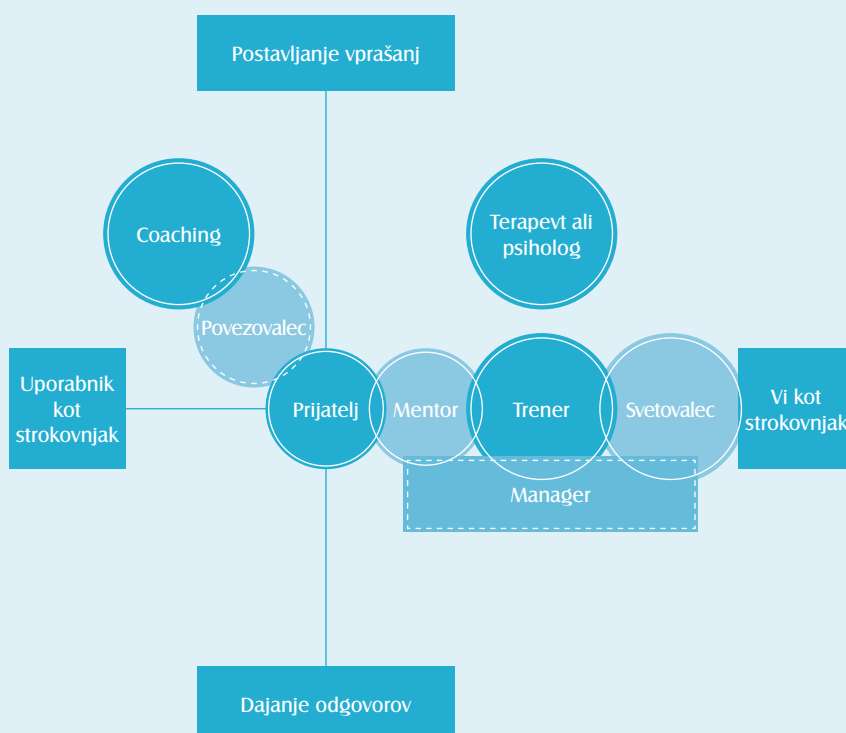 Postavljanje vprašanj
Coaching
Terapevt ali
psiholog
Povezovalec
Uporabnik
kot
strokovnjak
Prijatelj
Mentor
Trener
Svetovalec
Vi kot
strokovnjak
Manager
Dajanje odgovorov